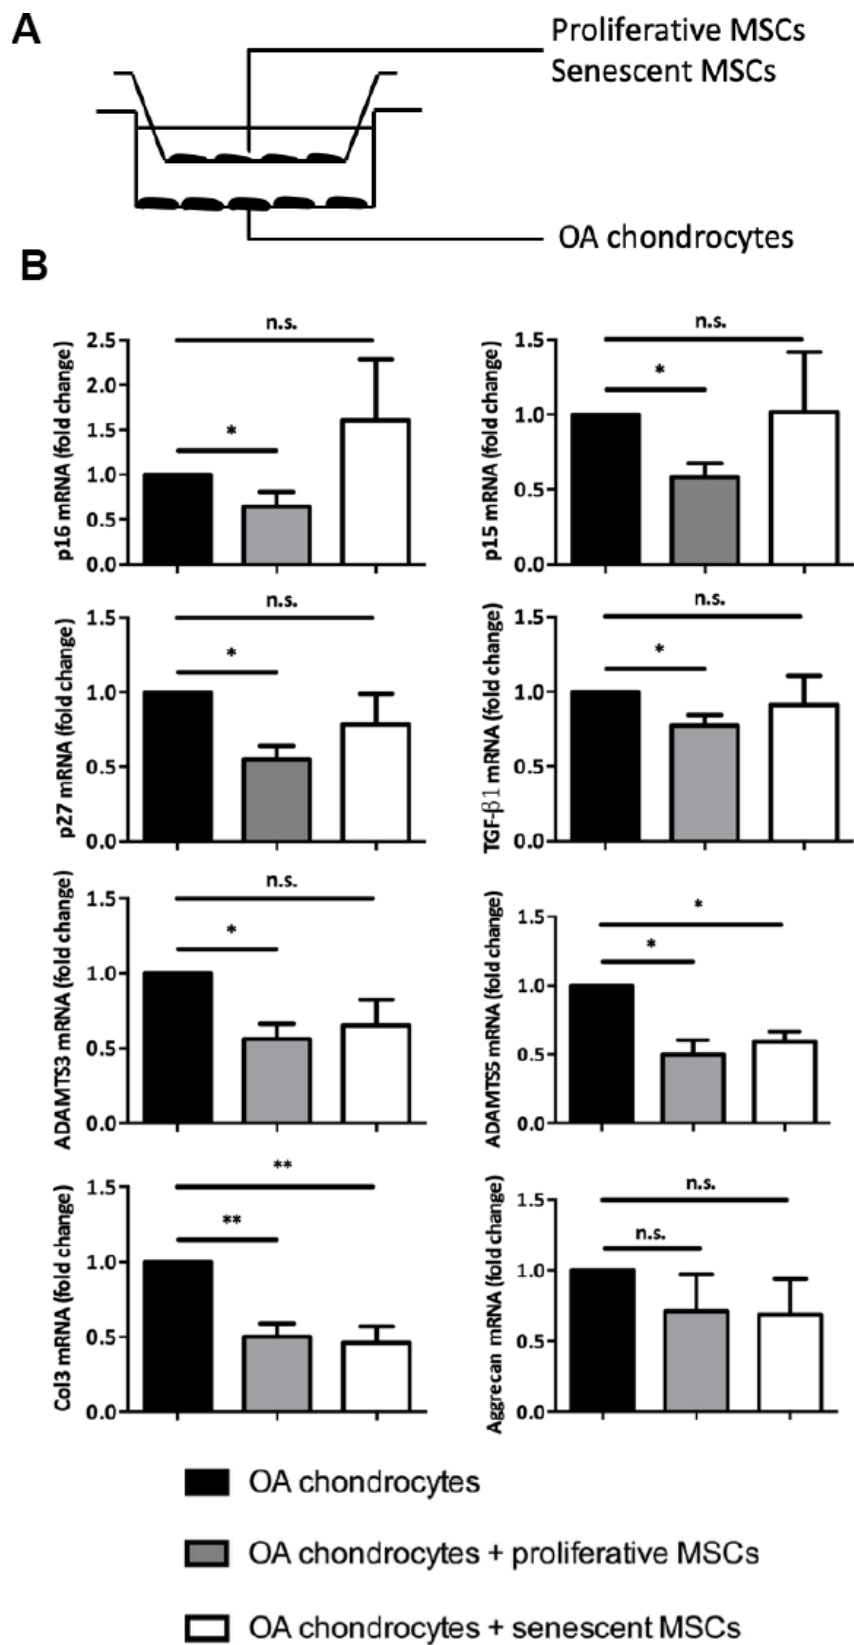 A
Proliferative MSCs
Senescent MSCs
OA chondrocytes
B
p16 mRNA (fold change)
2.5
2.0
1.5
1.0
0.5
0.0
n.s.
*
p15 mRNA (fold change)
1.5
1.0
0.5
0.0
n.s.
*
p27 mRNA (fold change)
1.5
1.0
0.5
0.0
n.s.
*
TGF-β1 mRNA (fold change)
1.5
1.0
0.5
0.0
n.s.
*
ADAMTS3 mRNA (fold change)
1.5
1.0
0.5
0.0
n.s.
*
ADAMTS5 mRNA (fold change)
1.5
1.0
0.5
0.0
*
*
Col3 mRNA (fold change)
1.5
1.0
0.5
0.0
**
**
Aggrecan mRNA (fold change)
1.5
1.0
0.5
0.0
n.s.
n.s.
OA chondrocytes
OA chondrocytes + proliferative MSCs
OA chondrocytes + senescent MSCs